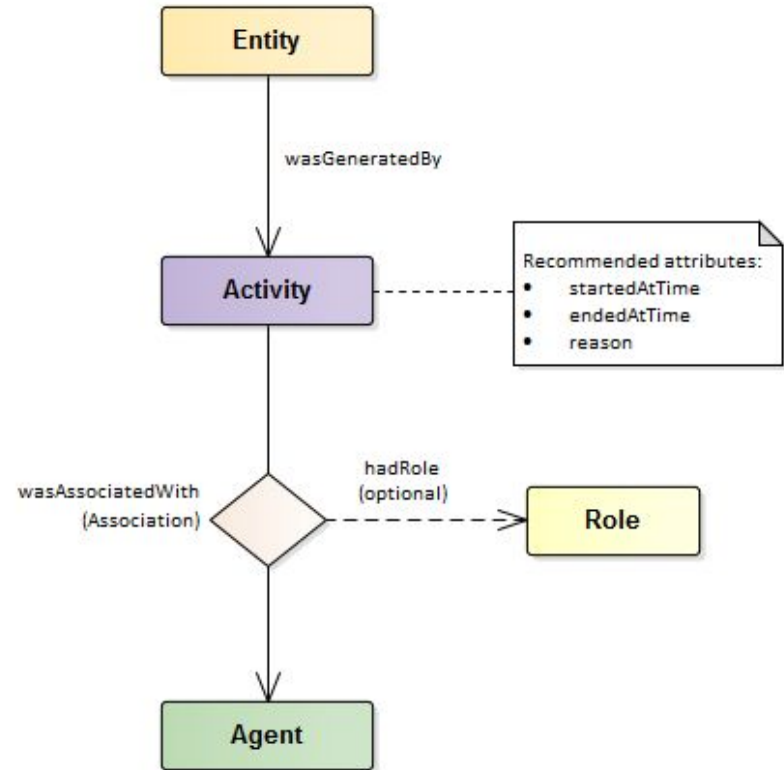 Entity
wasGeneratedBy
Activity
Recommended attributes:
• startedAtTime
• endedAtTime
• reason
wasAssociatedWith
(Association)
hadRole
(optional)
Role
Agent